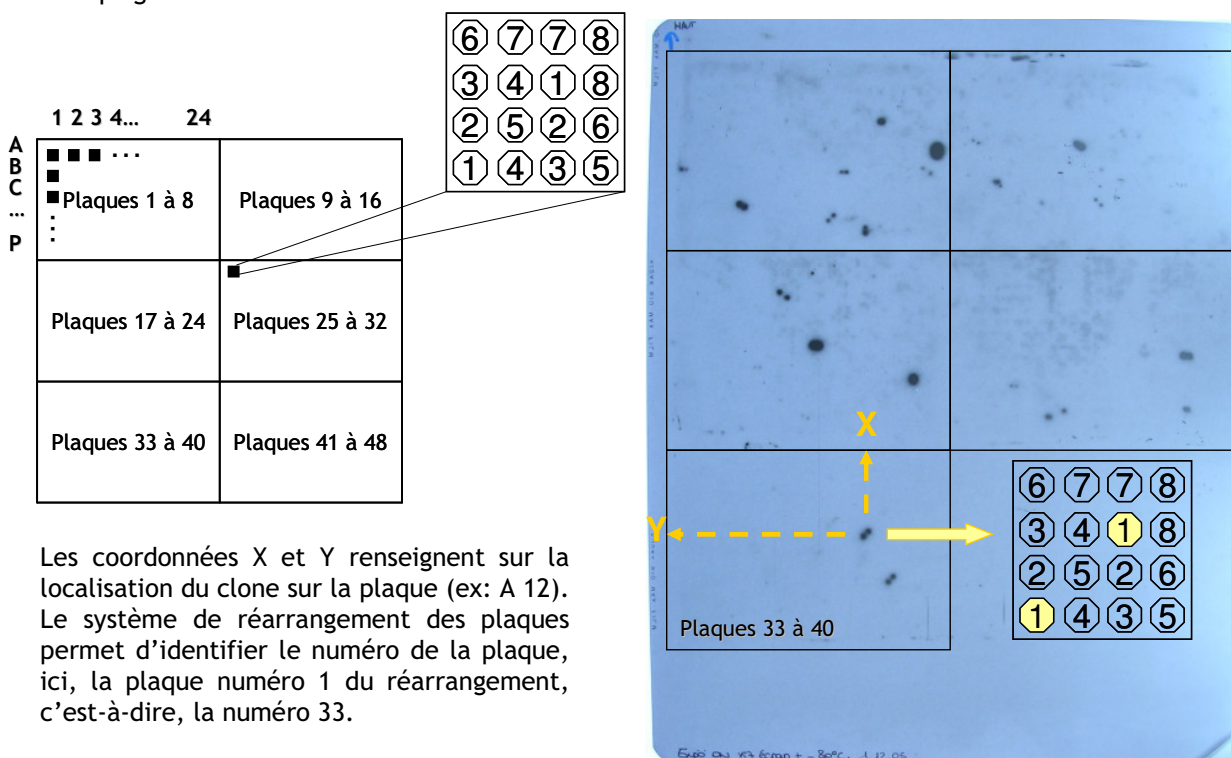 6 7 7 8
3 4 1 8
2 5 2 6
1 4 3 5
1 2 3 4... 24
A
B
C
...
P
Plaques 1 à 8
Plaques 9 à 16
Plaques 17 à 24
Plaques 25 à 32
Plaques 33 à 40
Plaques 41 à 48
Les coordonnées X et Y renseignent sur la
localisation du clone sur la plaque (ex: A 12).
Le système de réarrangement des plaques
permet d'identifier le numéro de la plaque,
ici, la plaque numéro 1 du réarrangement,
c'est-à-dire, la numéro 33.
HAUT
X
Y
6 7 7 8
3 4 1 8
2 5 2 6
1 4 3 5
Plaques 33 à 40